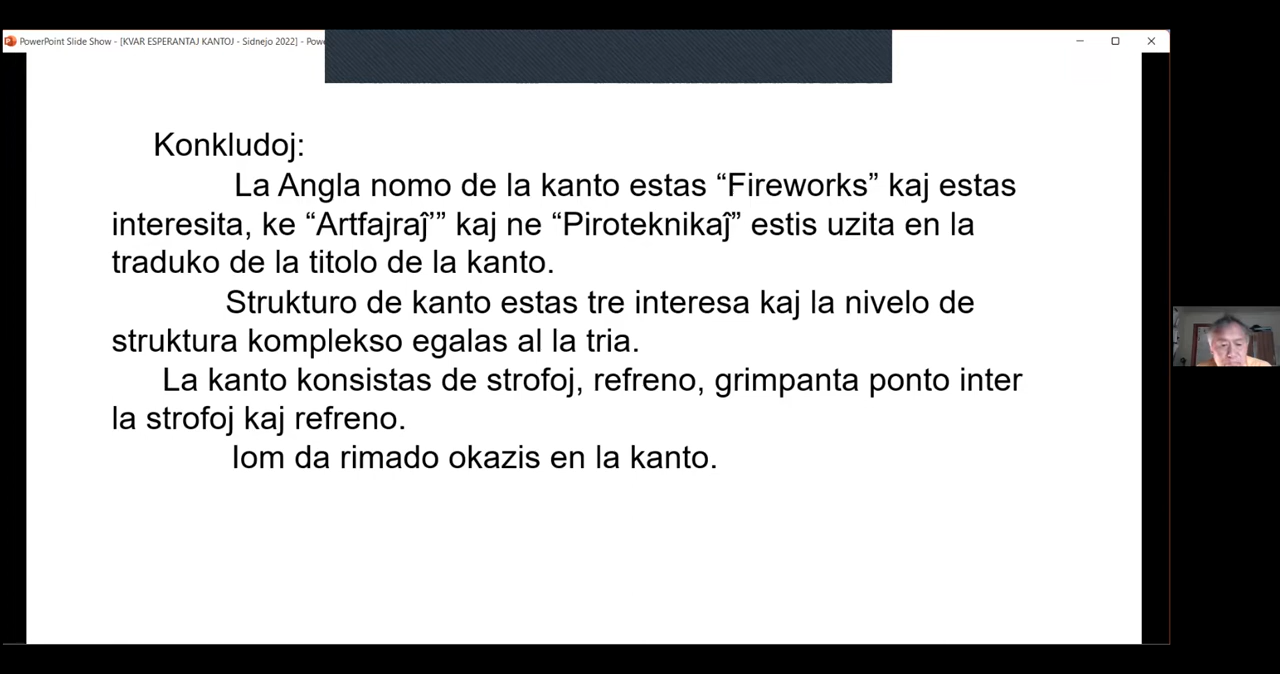 PowerPoint Slide Show - [KVAR ESPERANTAJ KANTOJ - Sidnejo 2022] - Powe
Konkludoj:
La Angla nomo de la kanto estas “Fireworks” kaj estas
interesita, ke “Artfajraĵ’” kaj ne “Piroteknikaĵ” estis uzita en la
traduko de la titolo de la kanto.
Strukturo de kanto estas tre interesa kaj la nivelo de
struktura komplekso egalas al la tria.
La kanto konsistas de strofoj, refreno, grimpanta ponto inter
la strofoj kaj refreno.
Iom da rimado okazis en la kanto.